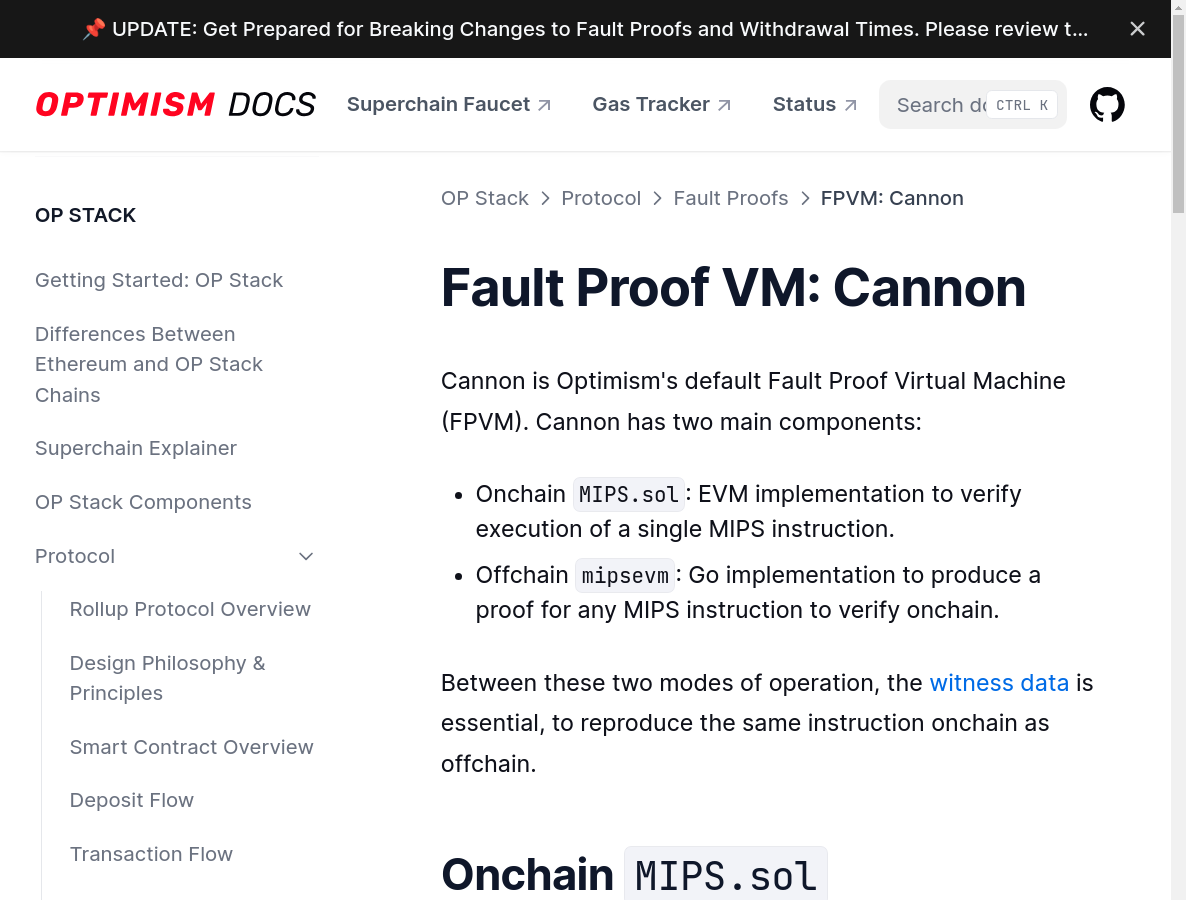 📌 UPDATE: Get Prepared for Breaking Changes to Fault Proofs and Withdrawal Times. Please review t...
OPTIMISM DOCS
Superchain Faucet
Gas Tracker
Status
Search do
CTRL K
OP STACK
Getting Started: OP Stack
Differences Between
Ethereum and OP Stack
Chains
Superchain Explainer
OP Stack Components
Protocol
Rollup Protocol Overview
Design Philosophy &
Principles
Smart Contract Overview
Deposit Flow
Transaction Flow
OP Stack > Protocol > Fault Proofs > FPVM: Cannon
Fault Proof VM: Cannon
Cannon is Optimism's default Fault Proof Virtual Machine
(FPVM). Cannon has two main components:
• Onchain MIPS.sol: EVM implementation to verify
execution of a single MIPS instruction.
• Offchain mipsevm: Go implementation to produce a
proof for any MIPS instruction to verify onchain.
Between these two modes of operation, the witness data is
essential, to reproduce the same instruction onchain as
offchain.
Onchain MIPS.sol